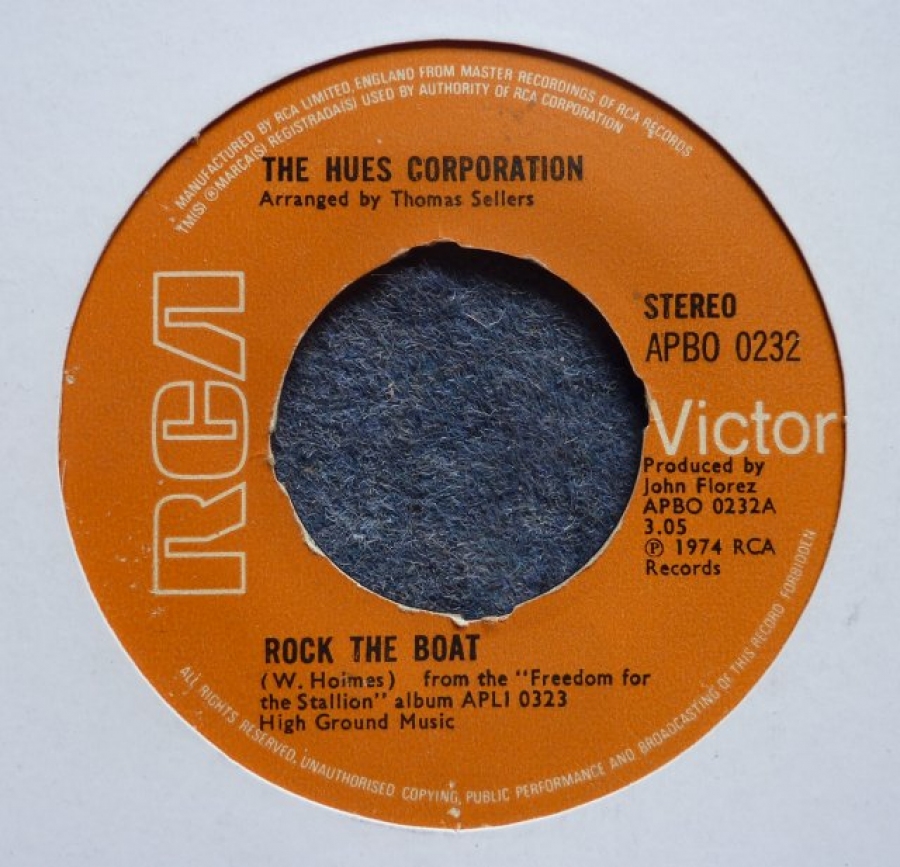 MANUFACTURED BY RCA LIMITED, ENGLAND FROM MASTER RECORDINGS OF RCA RECORDS
TM(S) ® MARCA(S) REGISTRADA(S) USED BY AUTHORITY OF RCA CORPORATION
THE HUES CORPORATION
Arranged by Thomas Sellers
RCA
STEREO
APBO 0232
Victor
Produced by
John Florez
APBO 0232A
3.05
℗ 1974 RCA
Records
ROCK THE BOAT
(W. Hoimes) from the "Freedom for
the Stallion" album APL1 0323
High Ground Music
ALL RIGHTS RESERVED, UNAUTHORISED COPYING, PUBLIC PERFORMANCE AND BROADCASTING OF THIS RECORD FORBIDDEN